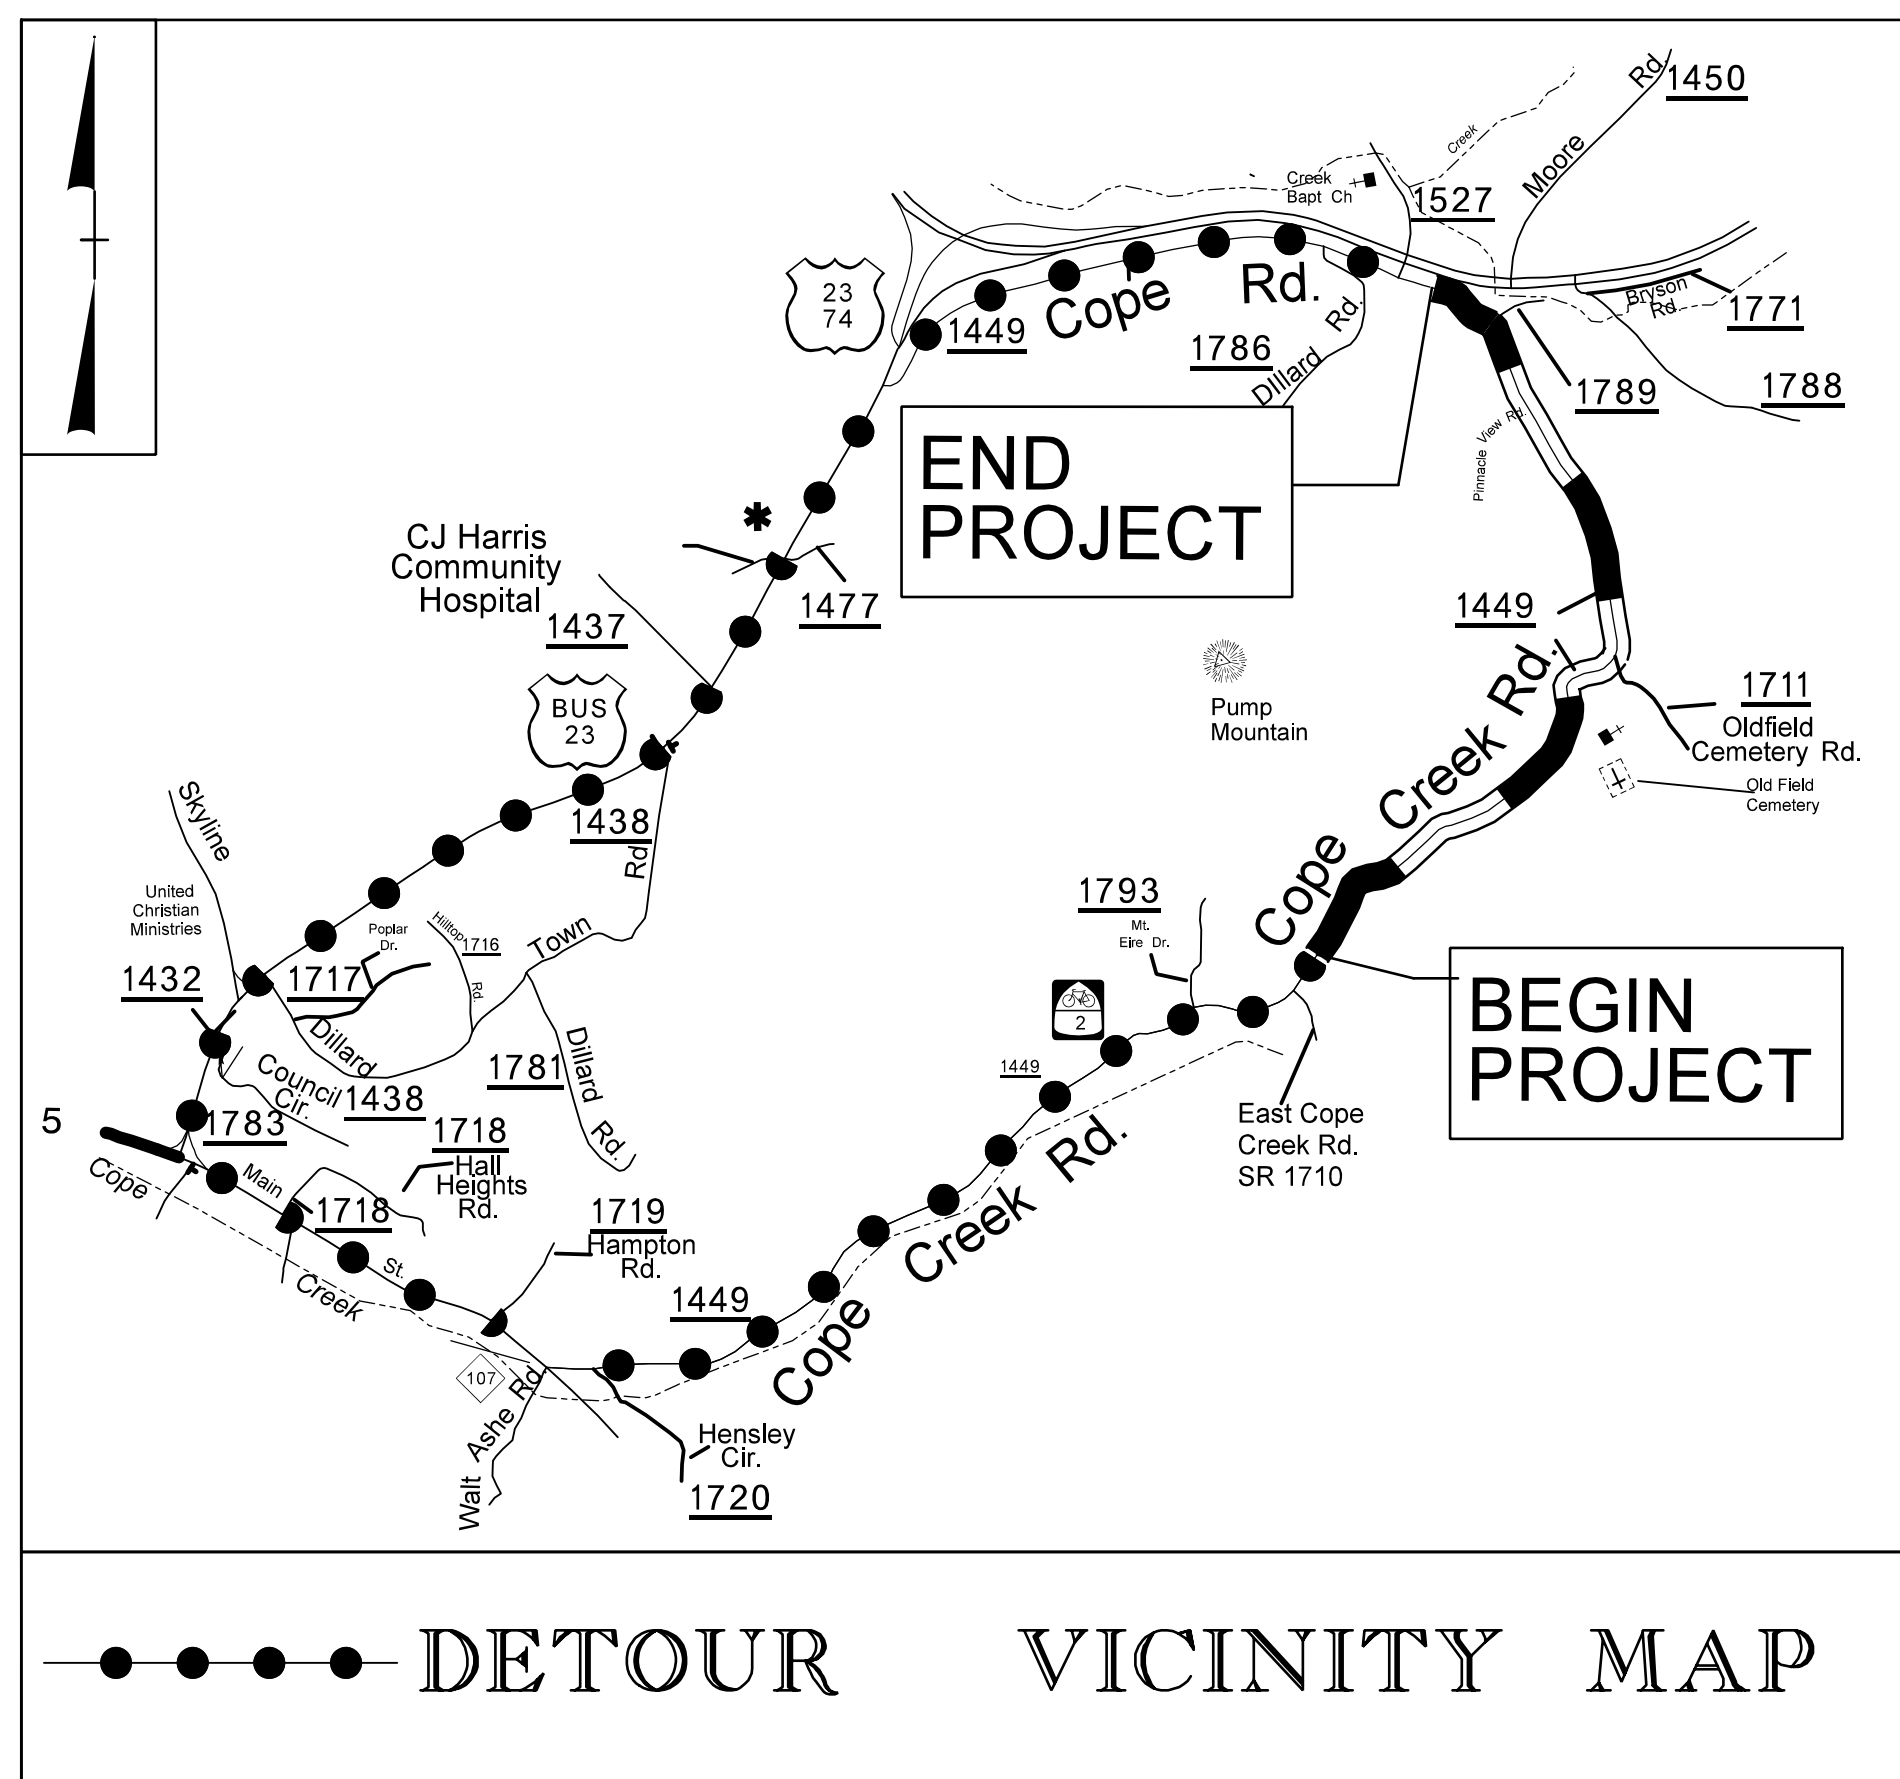 Rd.
1450
Creek
Moore
Creek
Bapt Ch
1527
23
74
1449
Cope Rd.
1786
Dillard Rd.
Bryson
Rd.
1771
1789
1788
Pinnacle View Rd.
END
PROJECT
CJ Harris
Community
Hospital
*
1437
1477
1449
BUS
23
Pump
Mountain
1711
Oldfield
Cemetery Rd.
Old Field
Cemetery
Cope Creek Rd.
Skyline
1438
Town Rd
United
Christian
Ministries
Poplar
Dr.
Hilltop
Rd.
1716
1793
Mt.
Eire Dr.
1432
1717
BEGIN
PROJECT
2
Dillard
1781
Dillard Rd.
1449
Council
Cir.
1438
5
1783
1718
Hall
Heights
Rd.
East Cope
Creek Rd.
SR 1710
Cope Creek
Main St.
1718
1719
Hampton
Rd.
1449
Cope Creek Rd.
107
Walt Ashe Rd.
Hensley
Cir.
1720
DETOUR VICINITY MAP